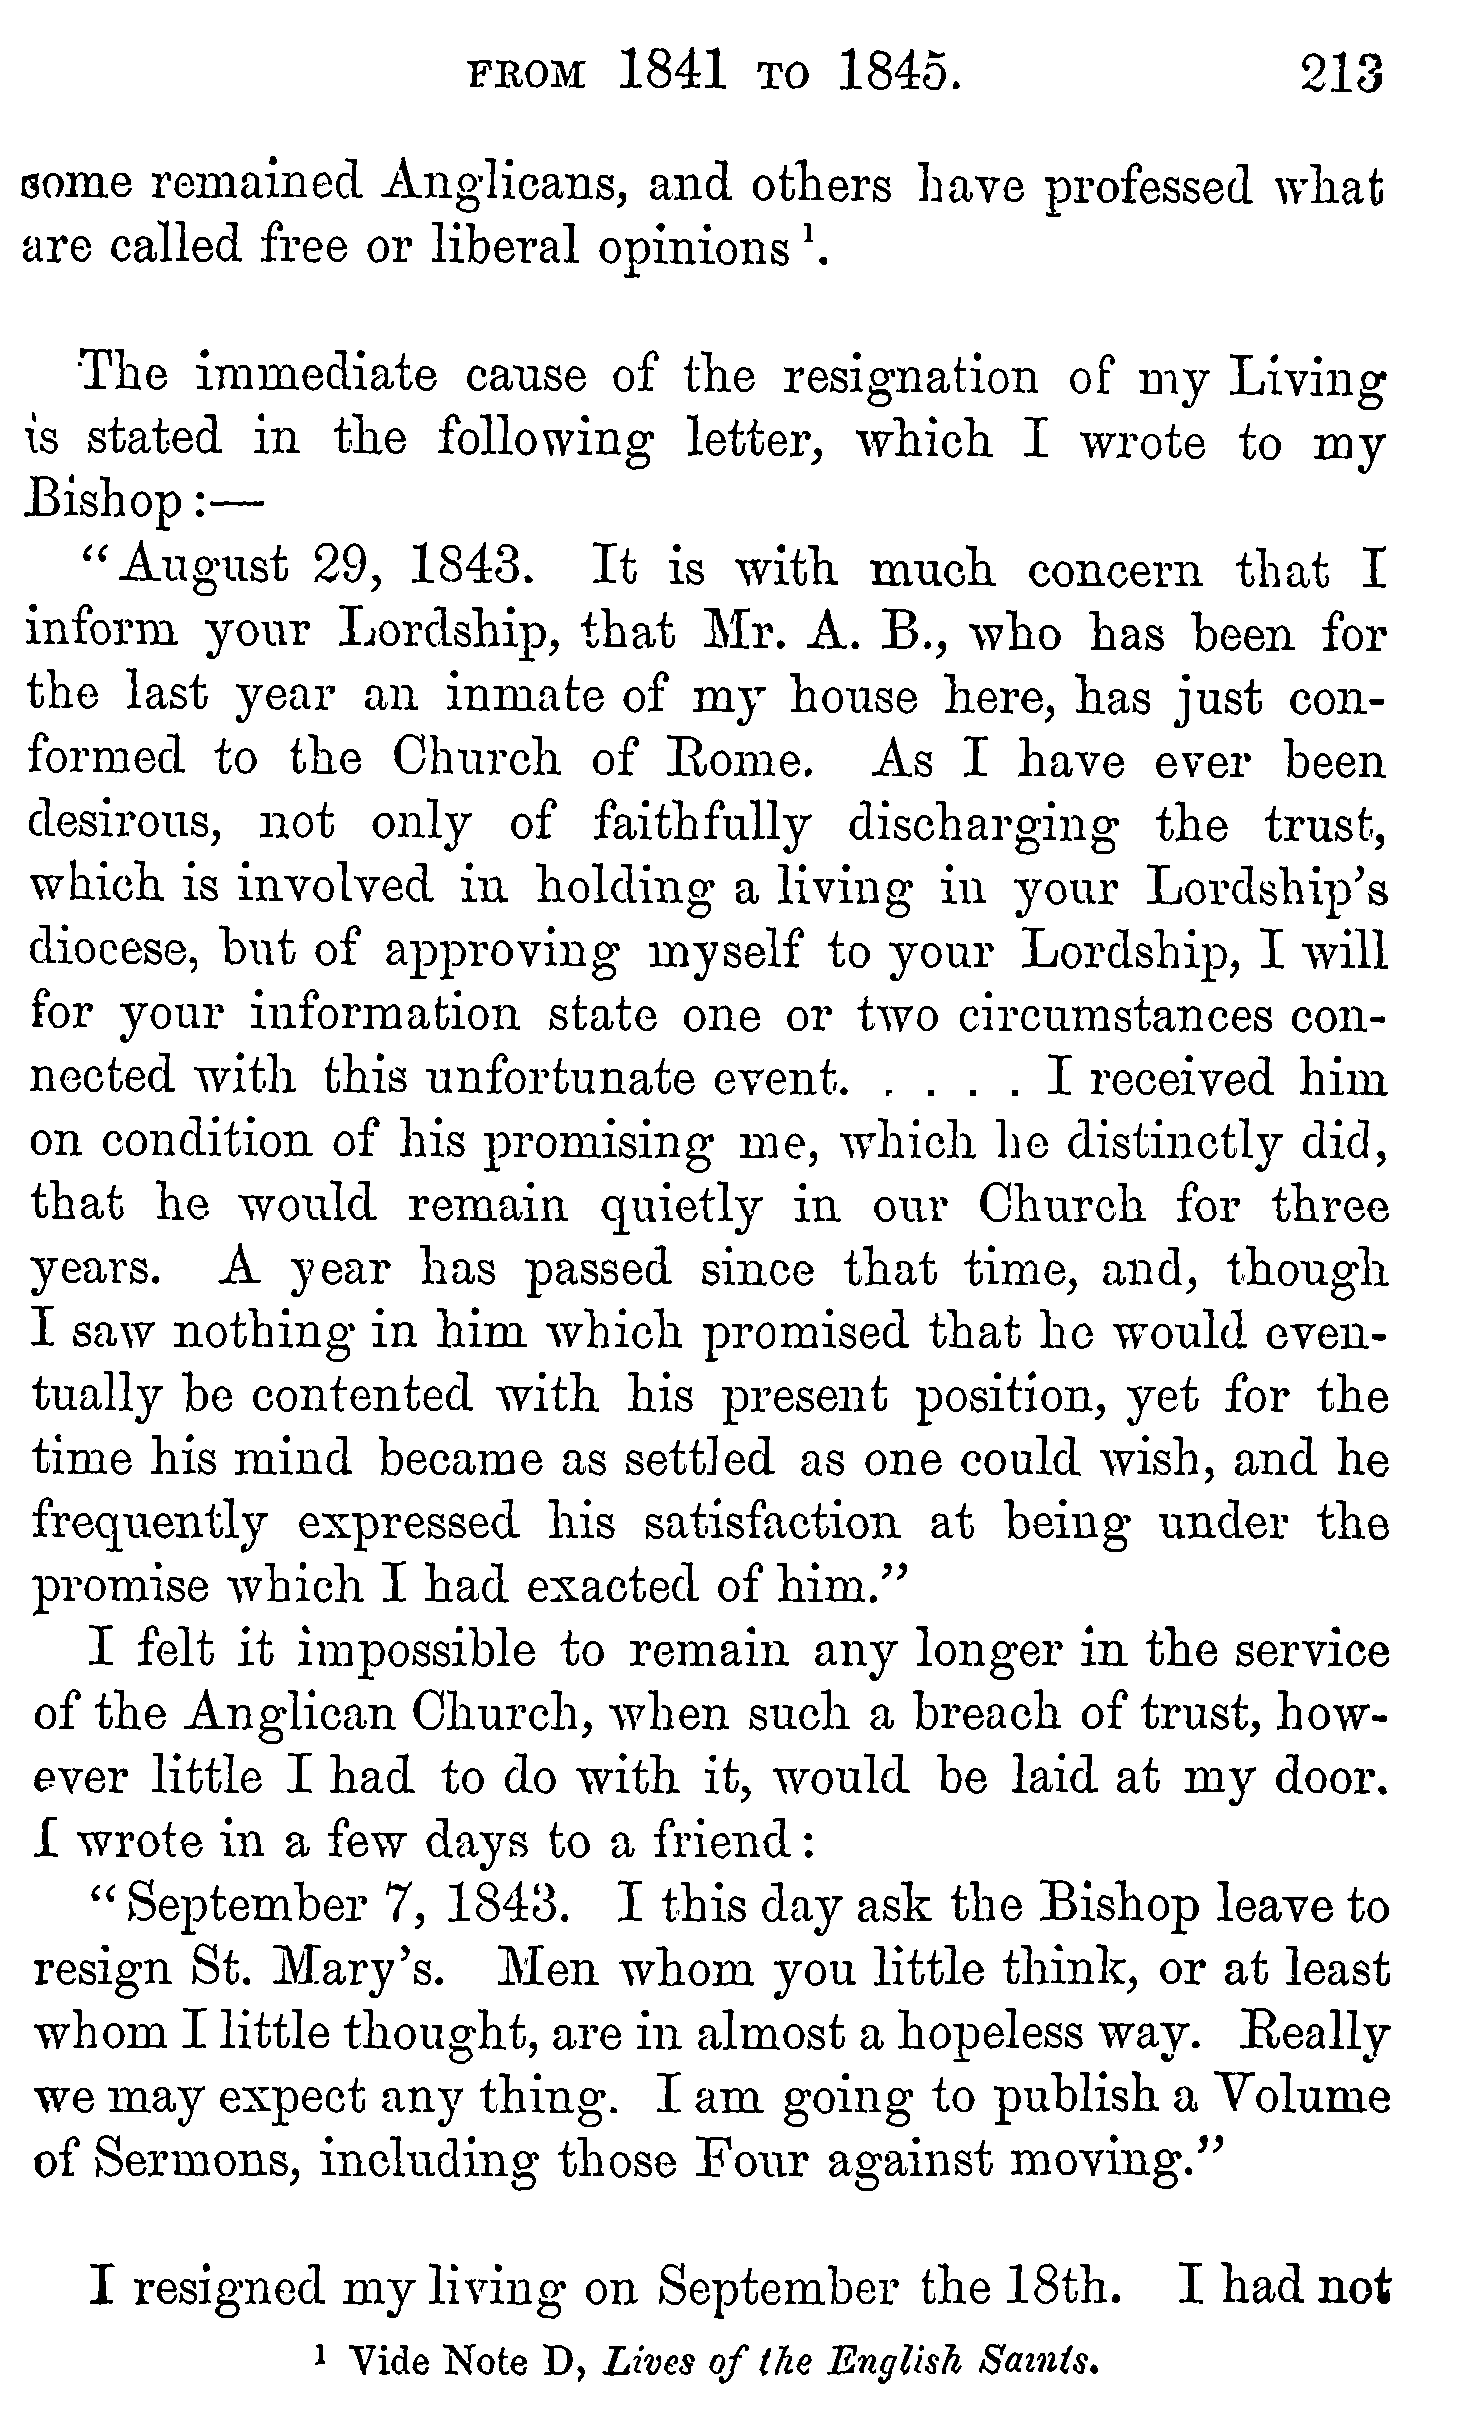 FROM 1841 TO 1845. 213
some remained Anglicans, and others have professed what
are called free or liberal opinions ¹.
The immediate cause of the resignation of my Living
is stated in the following letter, which I wrote to my
Bishop :—
“August 29, 1843. It is with much concern that I
inform your Lordship, that Mr. A. B., who has been for
the last year an inmate of my house here, has just con-
formed to the Church of Rome. As I have ever been
desirous, not only of faithfully discharging the trust,
which is involved in holding a living in your Lordship’s
diocese, but of approving myself to your Lordship, I will
for your information state one or two circumstances con-
nected with this unfortunate event. . . . . I received him
on condition of his promising me, which he distinctly did,
that he would remain quietly in our Church for three
years. A year has passed since that time, and, though
I saw nothing in him which promised that he would even-
tually be contented with his present position, yet for the
time his mind became as settled as one could wish, and he
frequently expressed his satisfaction at being under the
promise which I had exacted of him.”
I felt it impossible to remain any longer in the service
of the Anglican Church, when such a breach of trust, how-
ever little I had to do with it, would be laid at my door.
I wrote in a few days to a friend :
“September 7, 1843. I this day ask the Bishop leave to
resign St. Mary’s. Men whom you little think, or at least
whom I little thought, are in almost a hopeless way. Really
we may expect any thing. I am going to publish a Volume
of Sermons, including those Four against moving.”
I resigned my living on September the 18th. I had not
¹ Vide Note D, Lives of the English Saints.